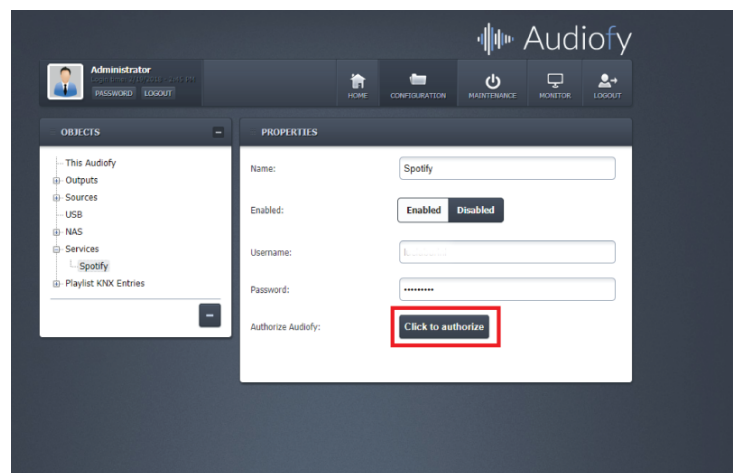 Audiofy
Administrator
PASSWORD LOGOUT
HOME CONFIGURATION MAINTENANCE MONITOR LOGOUT
OBJECTS
PROPERTIES
This Audiofy
Outputs
Sources
USB
NAS
Services
Spotify
Playlist KNX Entries
Name: Spotify
Enabled: Enabled Disabled
Username:
Password: •••••••••
Authorize Audiofy: Click to authorize